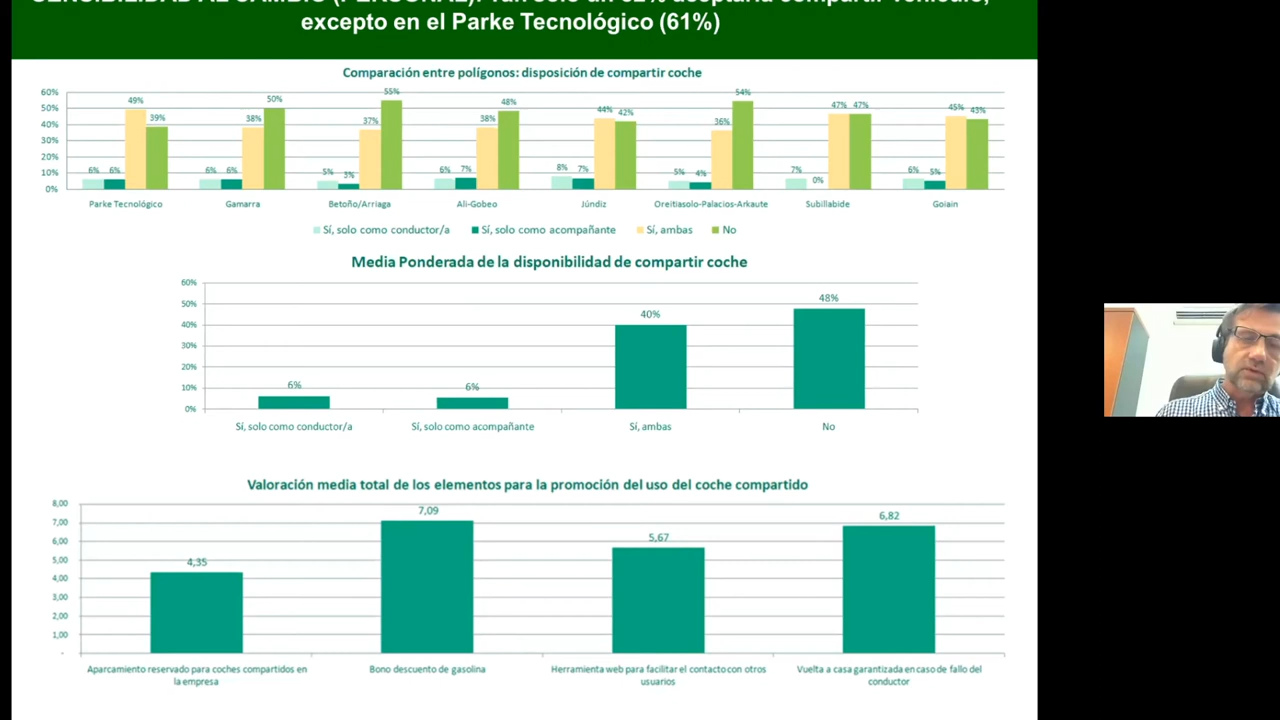 excepto en el Parke Tecnológico (61%)
Comparación entre polígonos: disposición de compartir coche
60%
50%
40%
30%
20%
10%
0%
6% 6% 49% 39%
6% 6% 38% 50%
5% 3% 37% 55%
6% 7% 38% 48%
8% 7% 44% 42%
5% 4% 36% 54%
7% 0% 47% 47%
6% 5% 45% 43%
Parke Tecnológico Gamarra Betoño/Arriaga Ali-Gobeo Júndiz Oreitiasolo-Palacios-Arkaute Subillabide Goiain
Sí, solo como conductor/a Sí, solo como acompañante Sí, ambas No
Media Ponderada de la disponibilidad de compartir coche
60%
50%
40%
30%
20%
10%
0%
6% 6% 40% 48%
Sí, solo como conductor/a Sí, solo como acompañante Sí, ambas No
Valoración media total de los elementos para la promoción del uso del coche compartido
8,00
7,00
6,00
5,00
4,00
3,00
2,00
1,00
-
4,35 7,09 5,67 6,82
Aparcamiento reservado para coches compartidos en
la empresa
Bono descuento de gasolina
Herramienta web para facilitar el contacto con otros
usuarios
Vuelta a casa garantizada en caso de fallo del
conductor